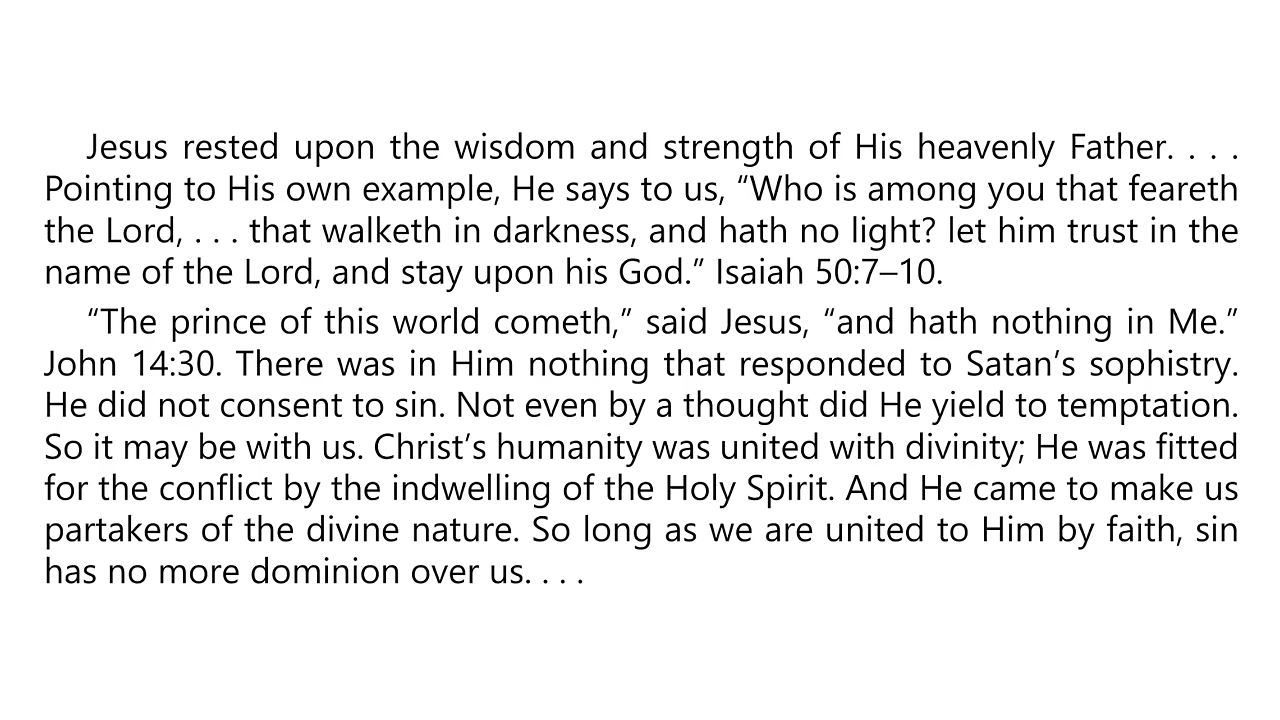 Jesus rested upon the wisdom and strength of His heavenly Father. . . .
Pointing to His own example, He says to us, “Who is among you that feareth
the Lord, . . . that walketh in darkness, and hath no light? let him trust in the
name of the Lord, and stay upon his God.” Isaiah 50:7–10.
“The prince of this world cometh,” said Jesus, “and hath nothing in Me.”
John 14:30. There was in Him nothing that responded to Satan’s sophistry.
He did not consent to sin. Not even by a thought did He yield to temptation.
So it may be with us. Christ’s humanity was united with divinity; He was fitted
for the conflict by the indwelling of the Holy Spirit. And He came to make us
partakers of the divine nature. So long as we are united to Him by faith, sin
has no more dominion over us. . . .